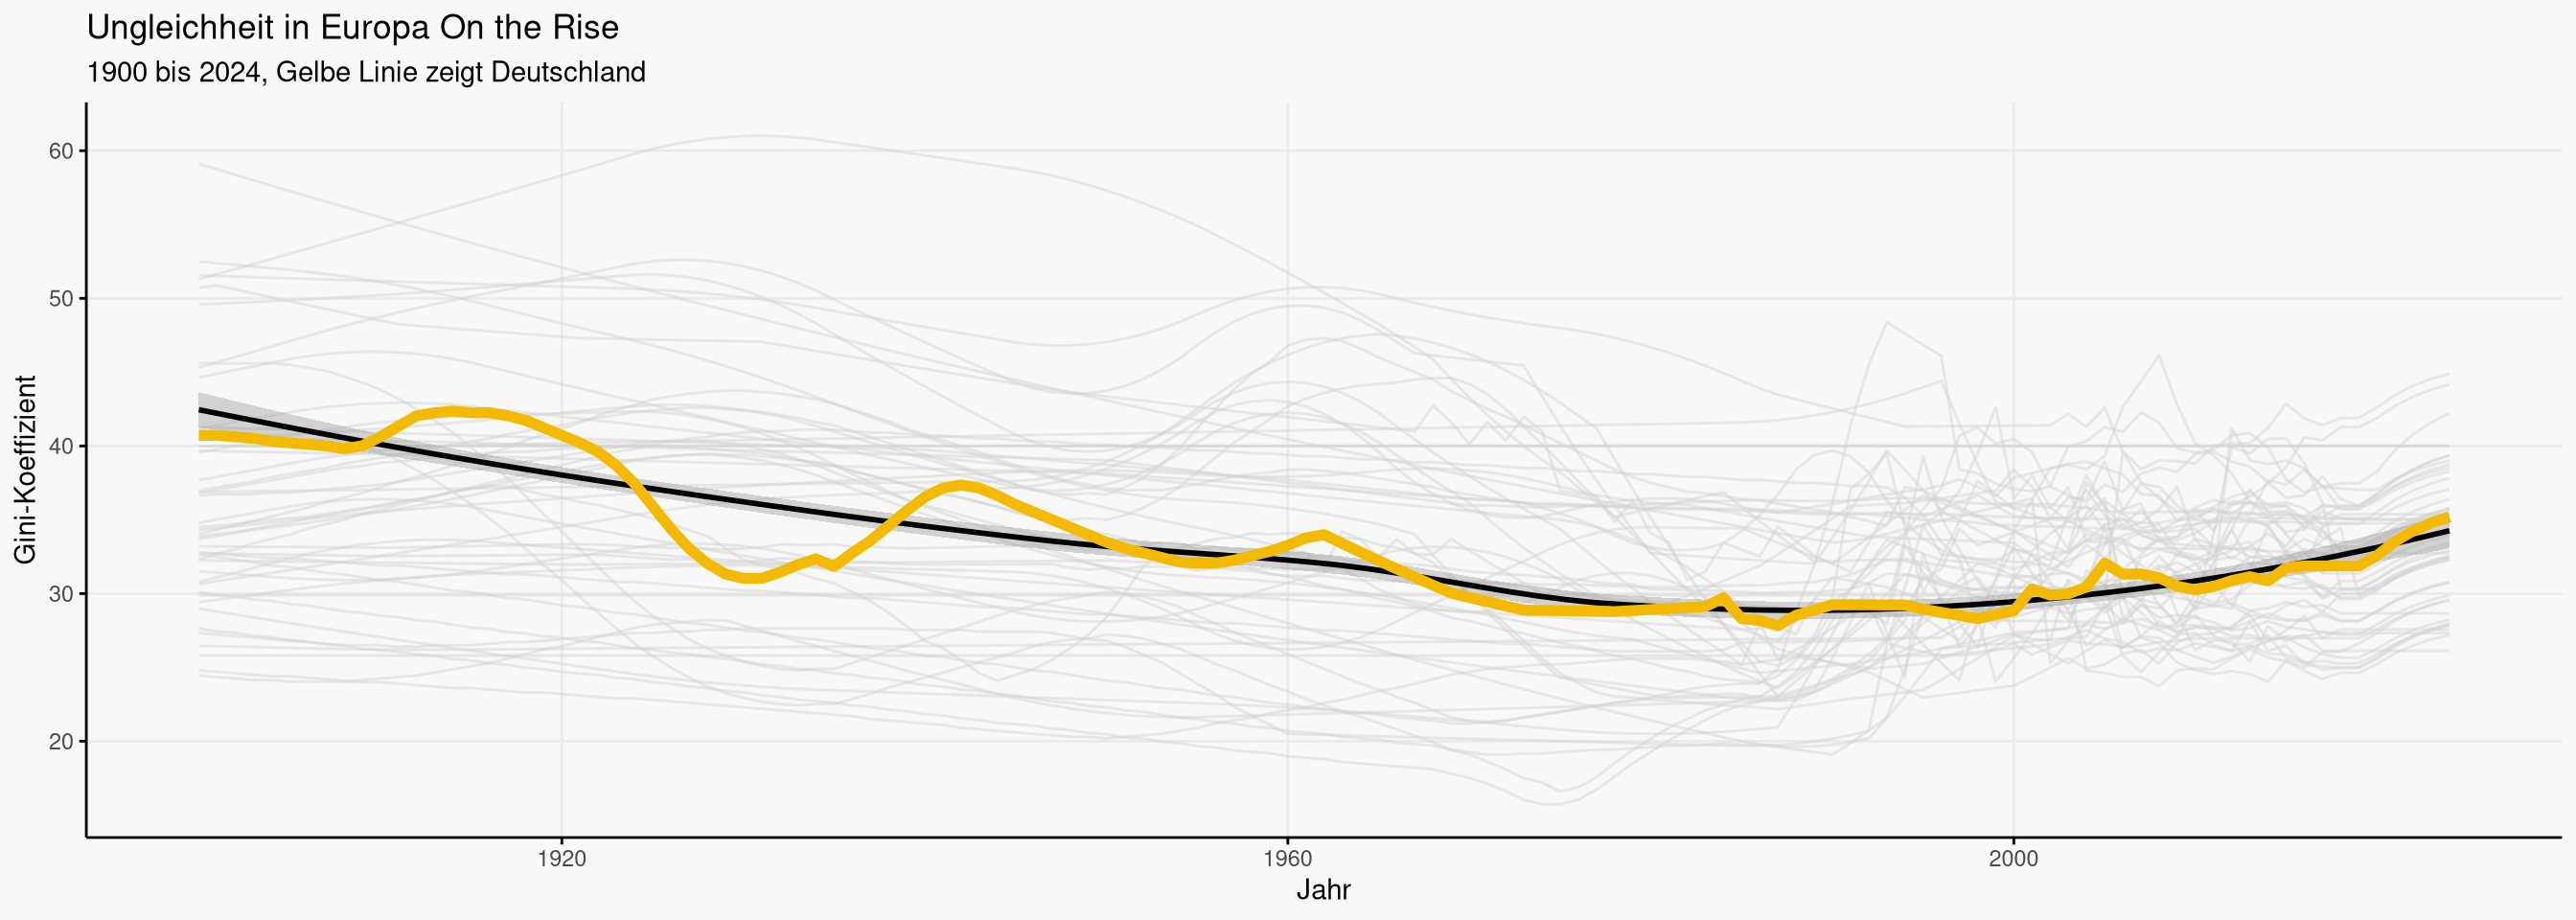 Ungleichheit in Europa On the Rise
1900 bis 2024, Gelbe Linie zeigt Deutschland
Gini-Koeffizient
60
50
40
30
20
1920
1960
2000
Jahr